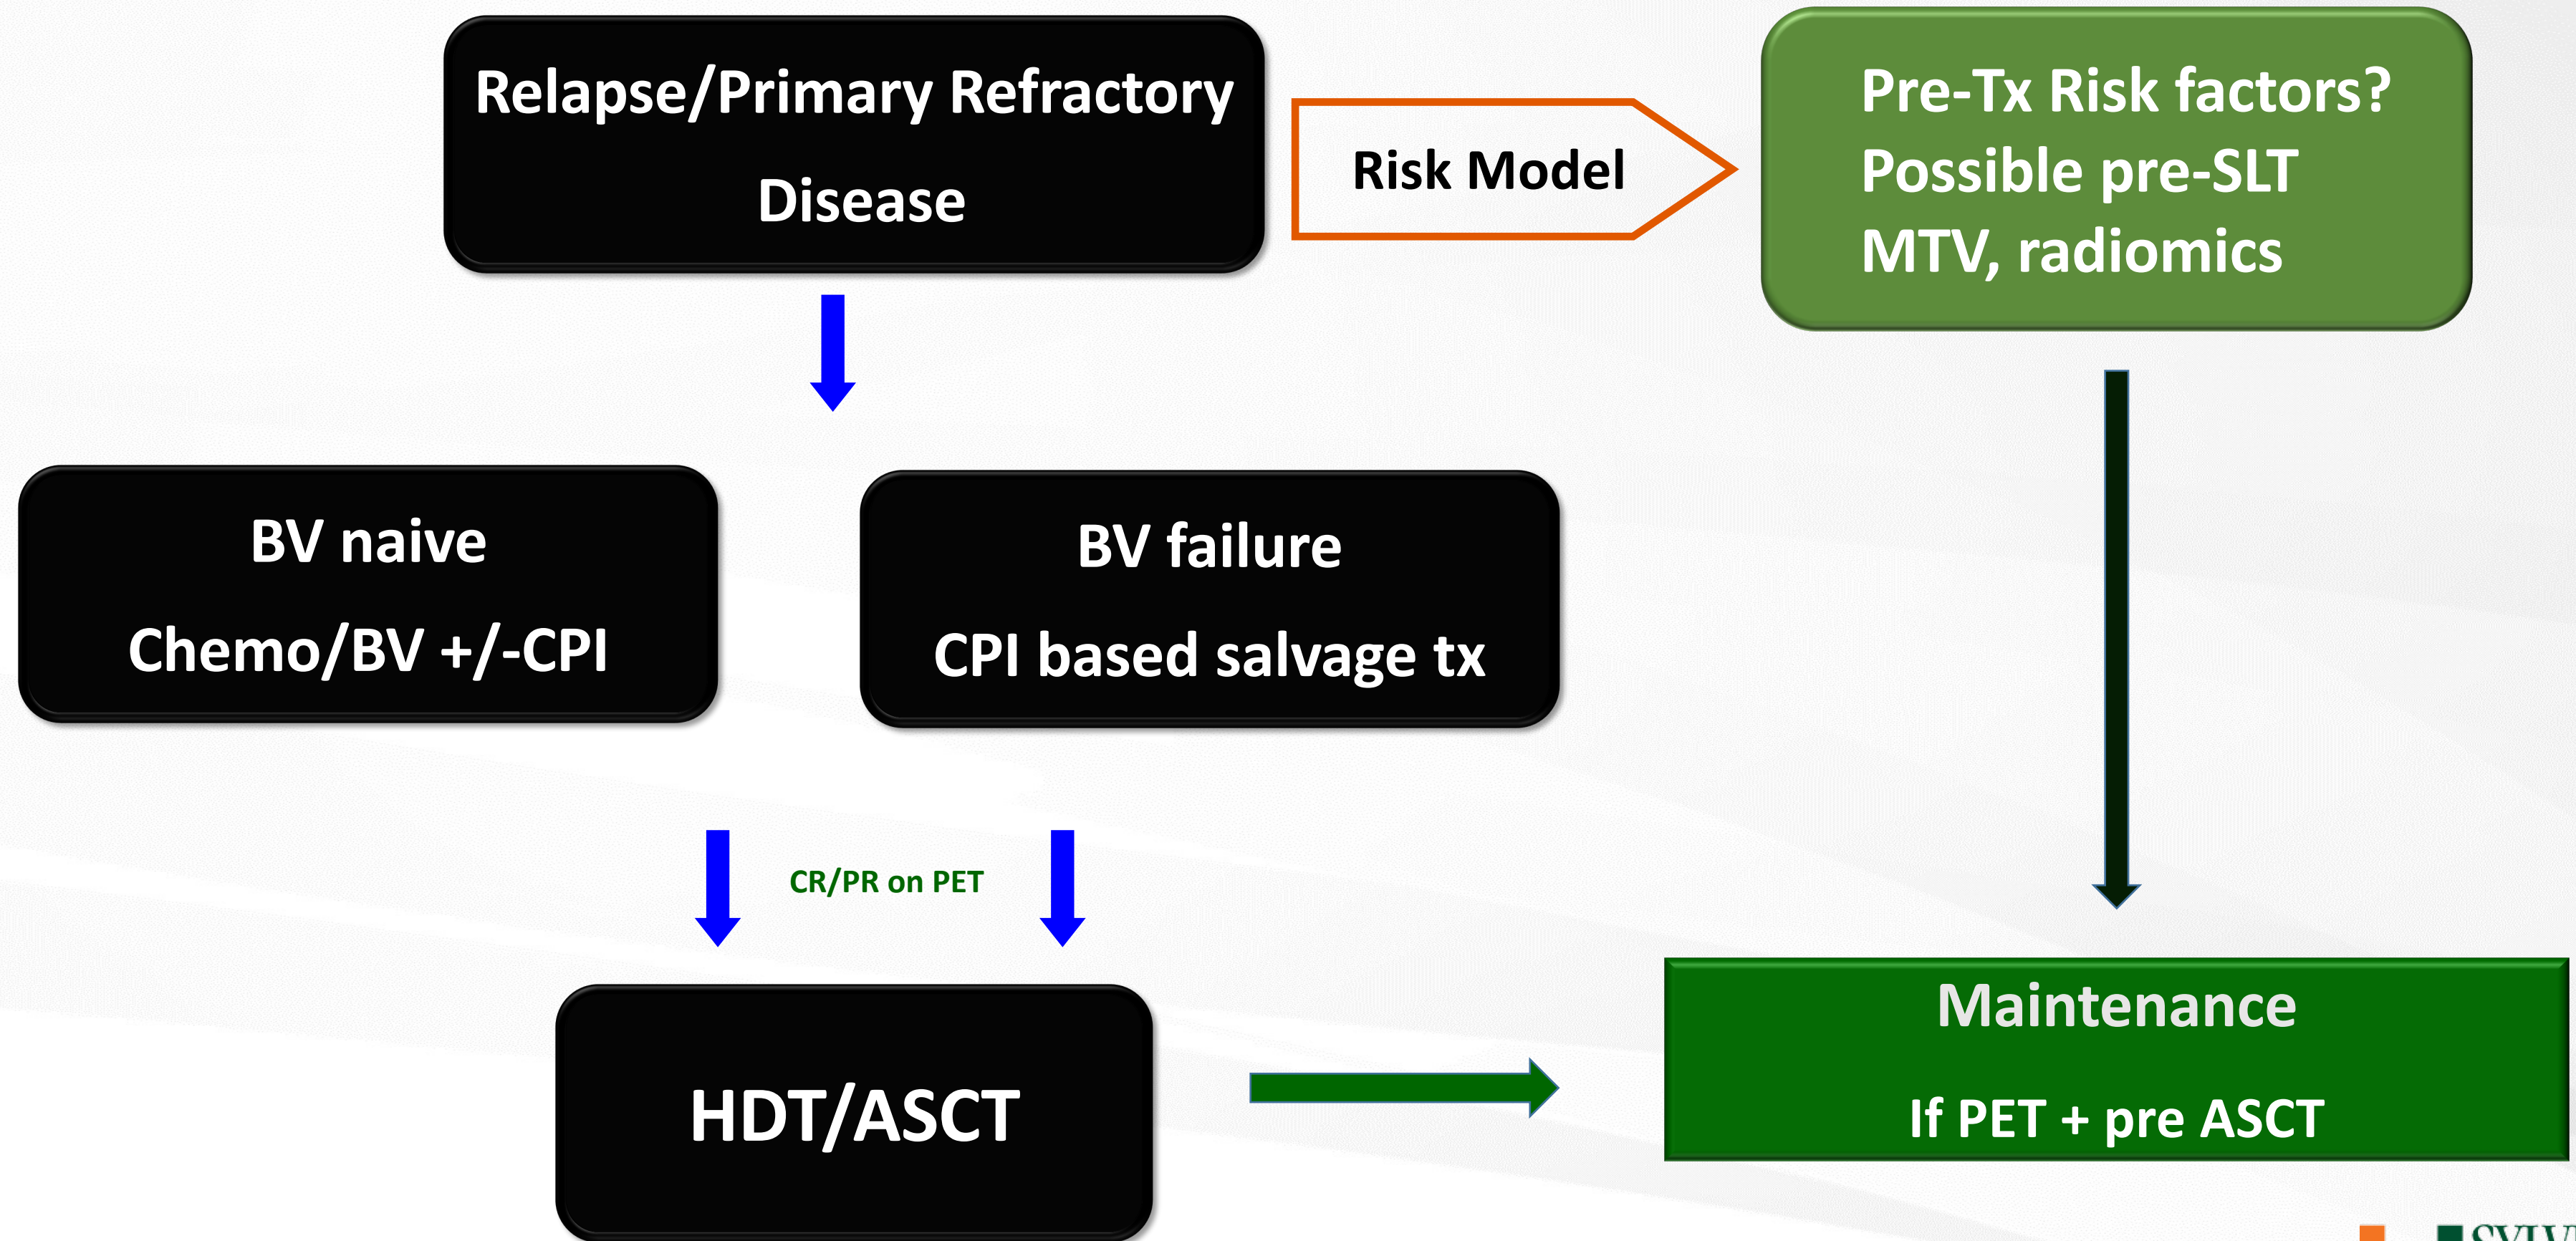 Relapse/Primary Refractory
Disease
Risk Model
Pre-Tx Risk factors?
Possible pre-SLT
MTV, radiomics
BV naive
Chemo/BV +/-CPI
BV failure
CPI based salvage tx
CR/PR on PET
HDT/ASCT
Maintenance
If PET + pre ASCT